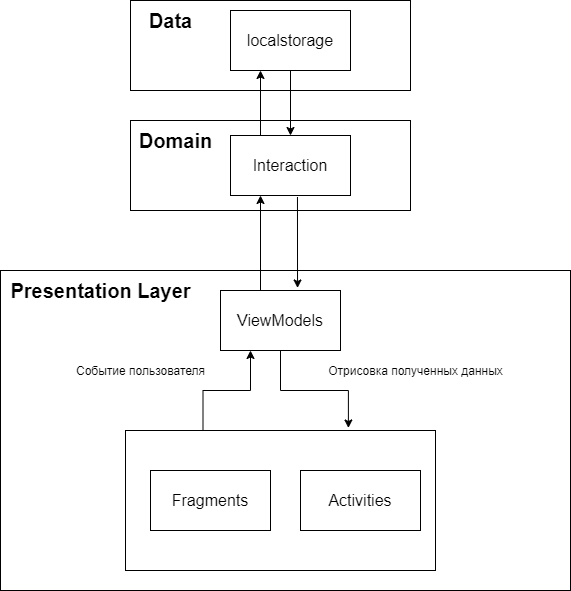 Data
localstorage
Domain
Interaction
Presentation Layer
ViewModels
Событие пользователя
Отрисовка полученных данных
Fragments
Activities